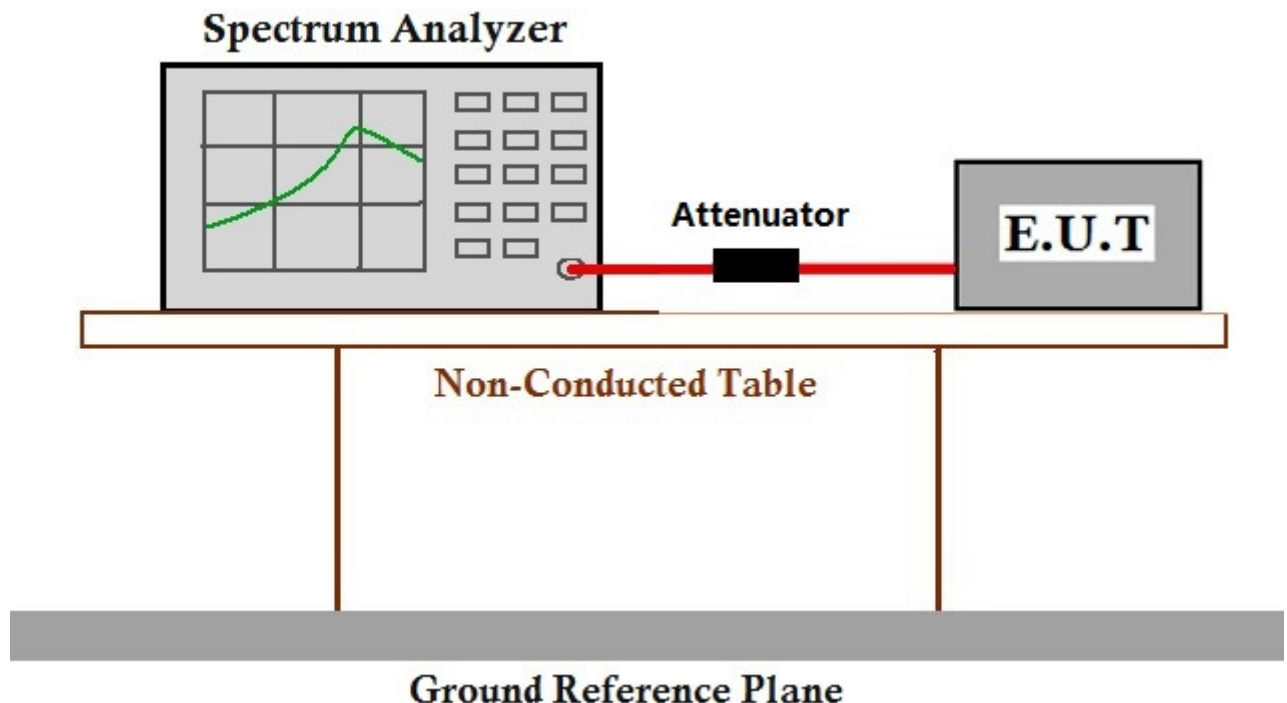 Spectrum Analyzer
Attenuator
E.U.T
Non-Conducted Table
Ground Reference Plane